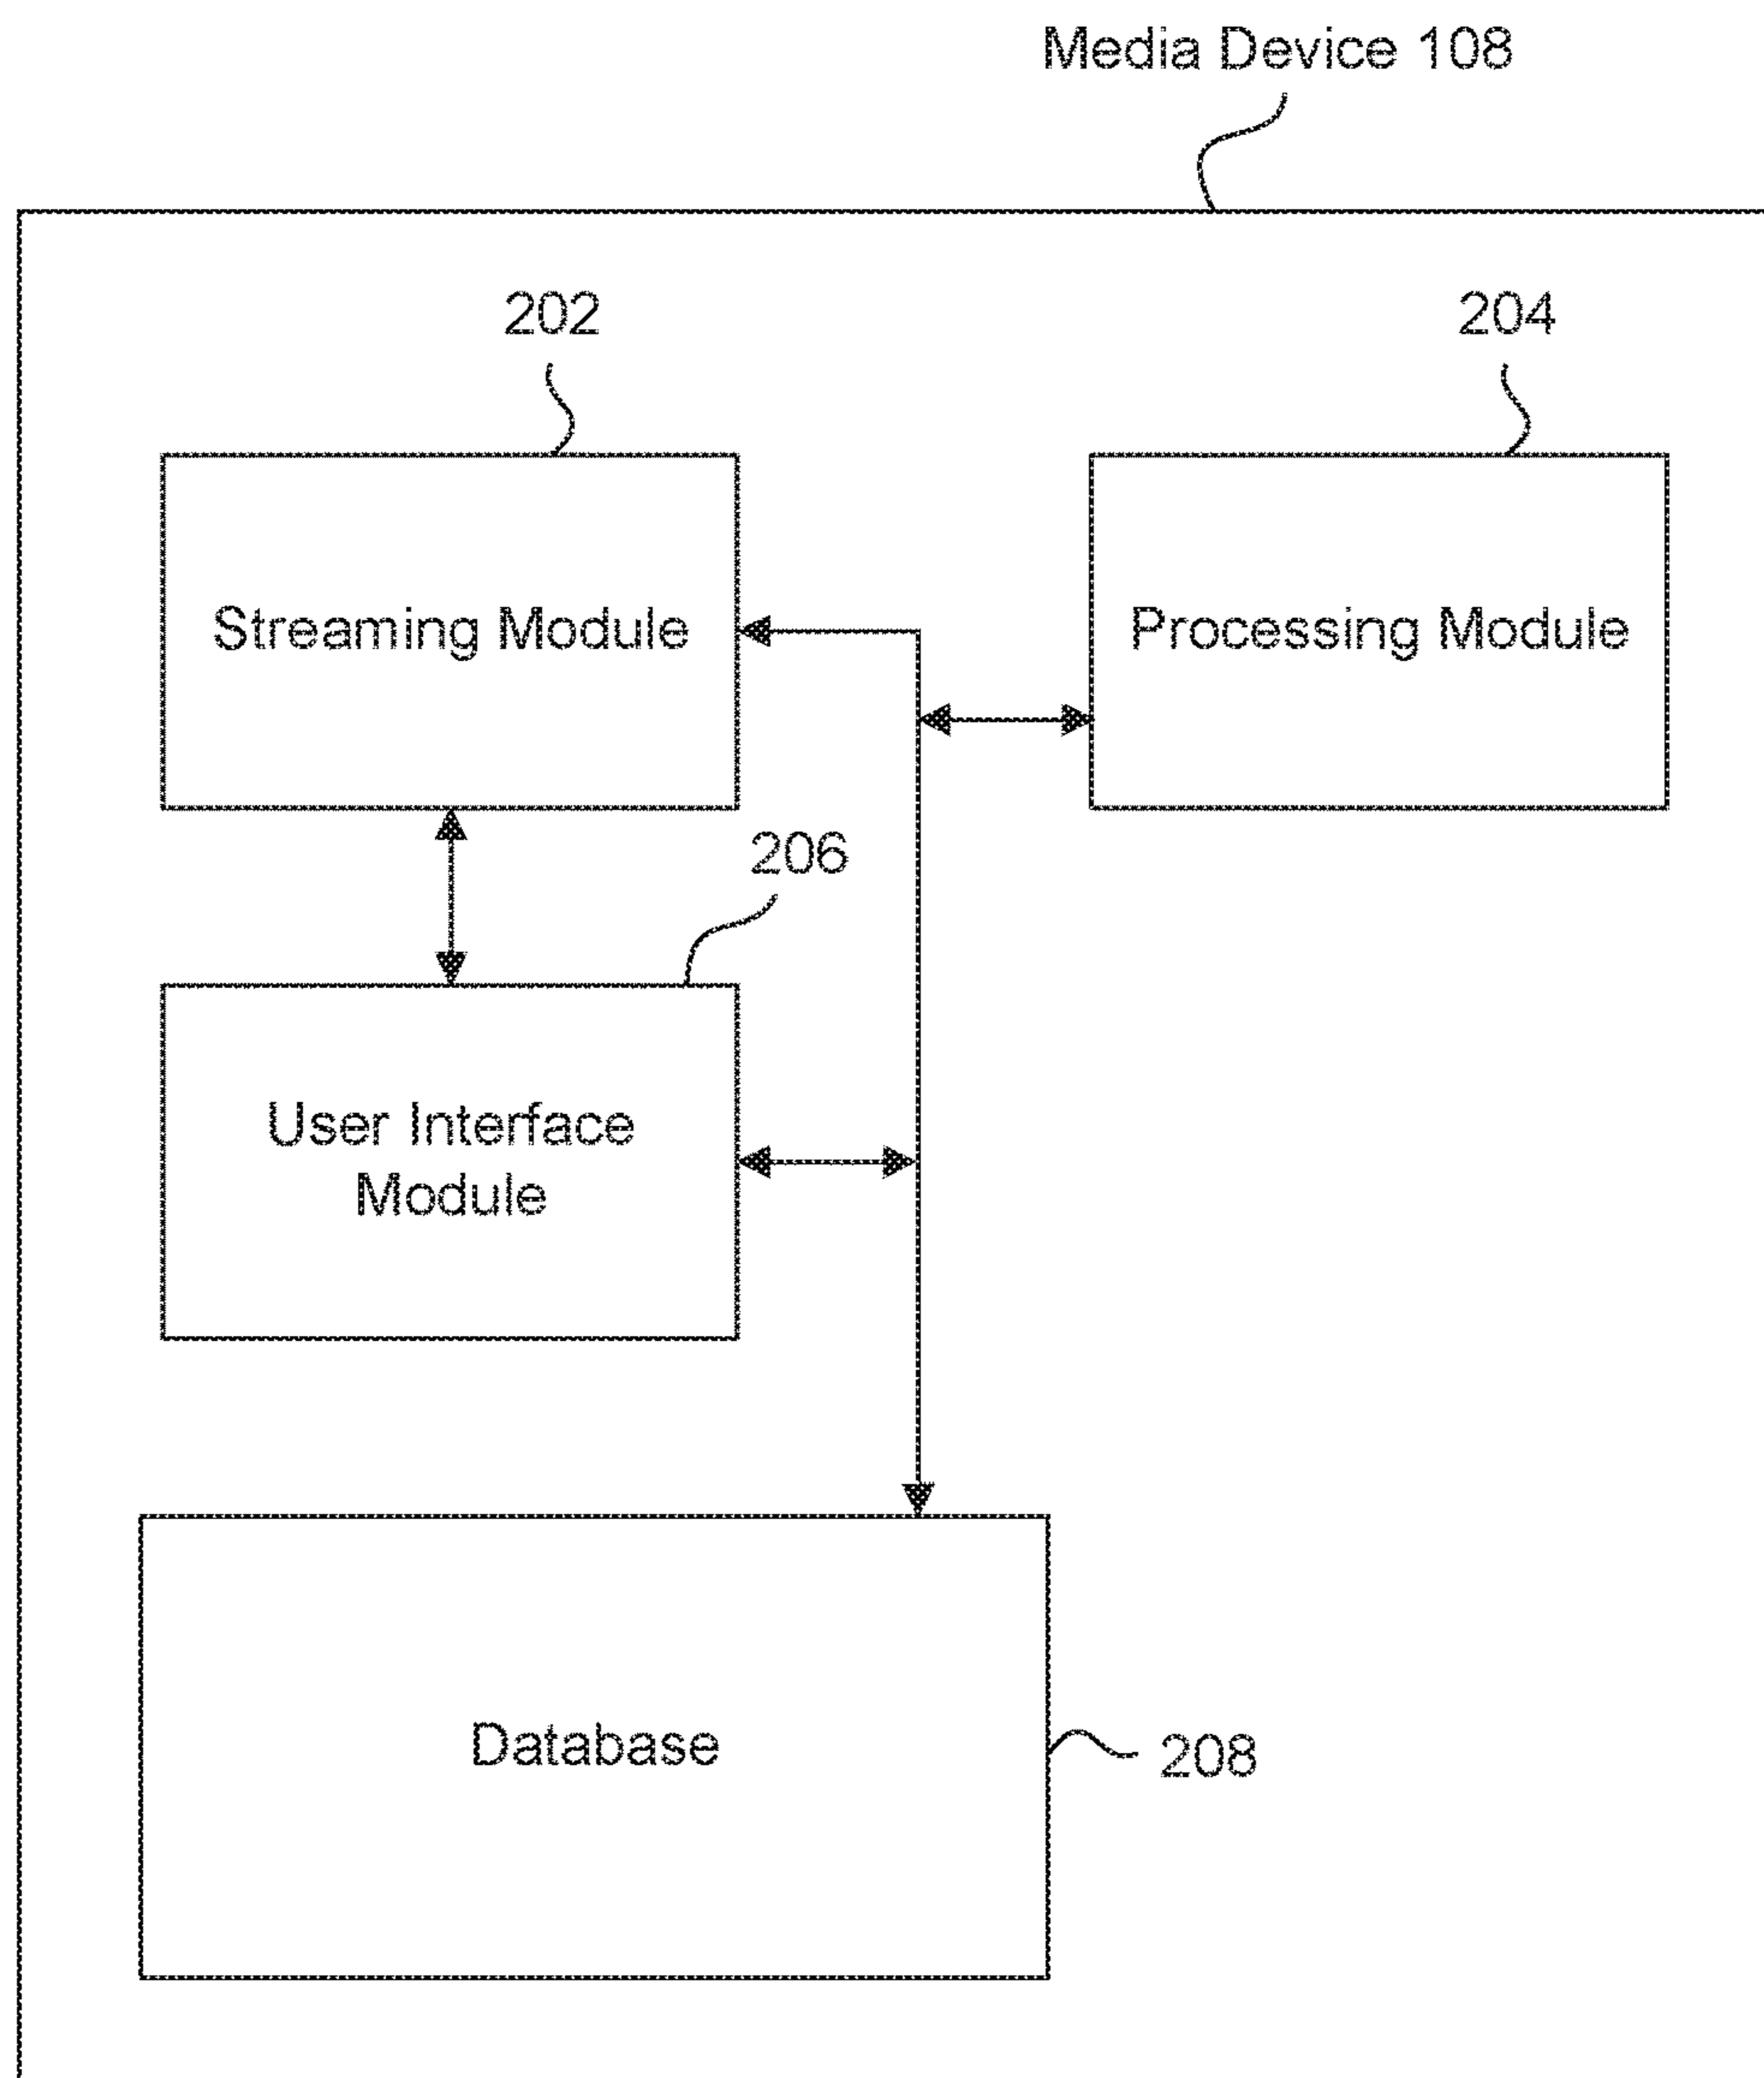 Media Device 108
202
204
Streaming Module
Processing Module
206
User Interface
Module
Database
208